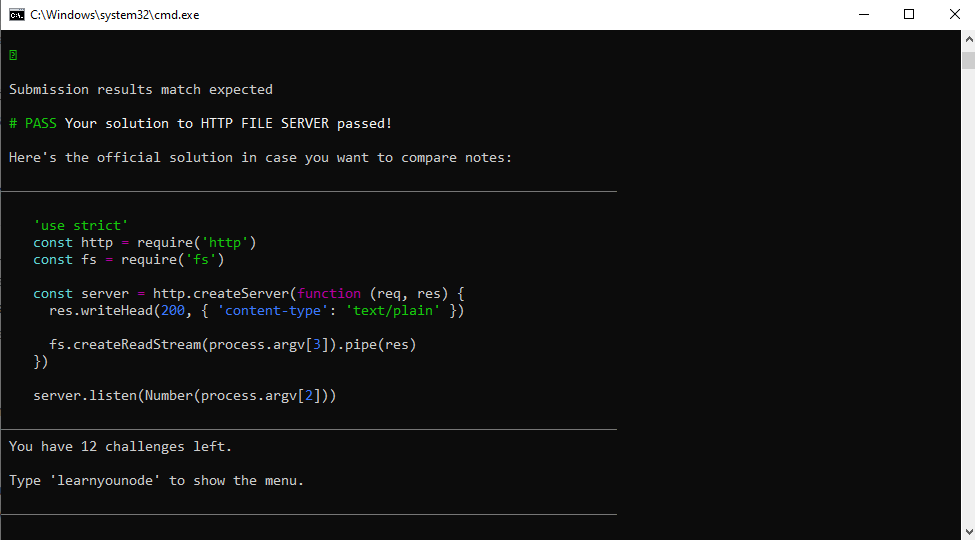 C:\Windows\system32\cmd.exe
Submission results match expected
# PASS Your solution to HTTP FILE SERVER passed!
Here's the official solution in case you want to compare notes:
'use strict'
const http = require('http')
const fs = require('fs')
const server = http.createServer(function (req, res) {
res.writeHead(200, { 'content-type': 'text/plain' })
fs.createReadStream(process.argv[3]).pipe(res)
})
server.listen(Number(process.argv[2]))
You have 12 challenges left.
Type 'learnyounode' to show the menu.